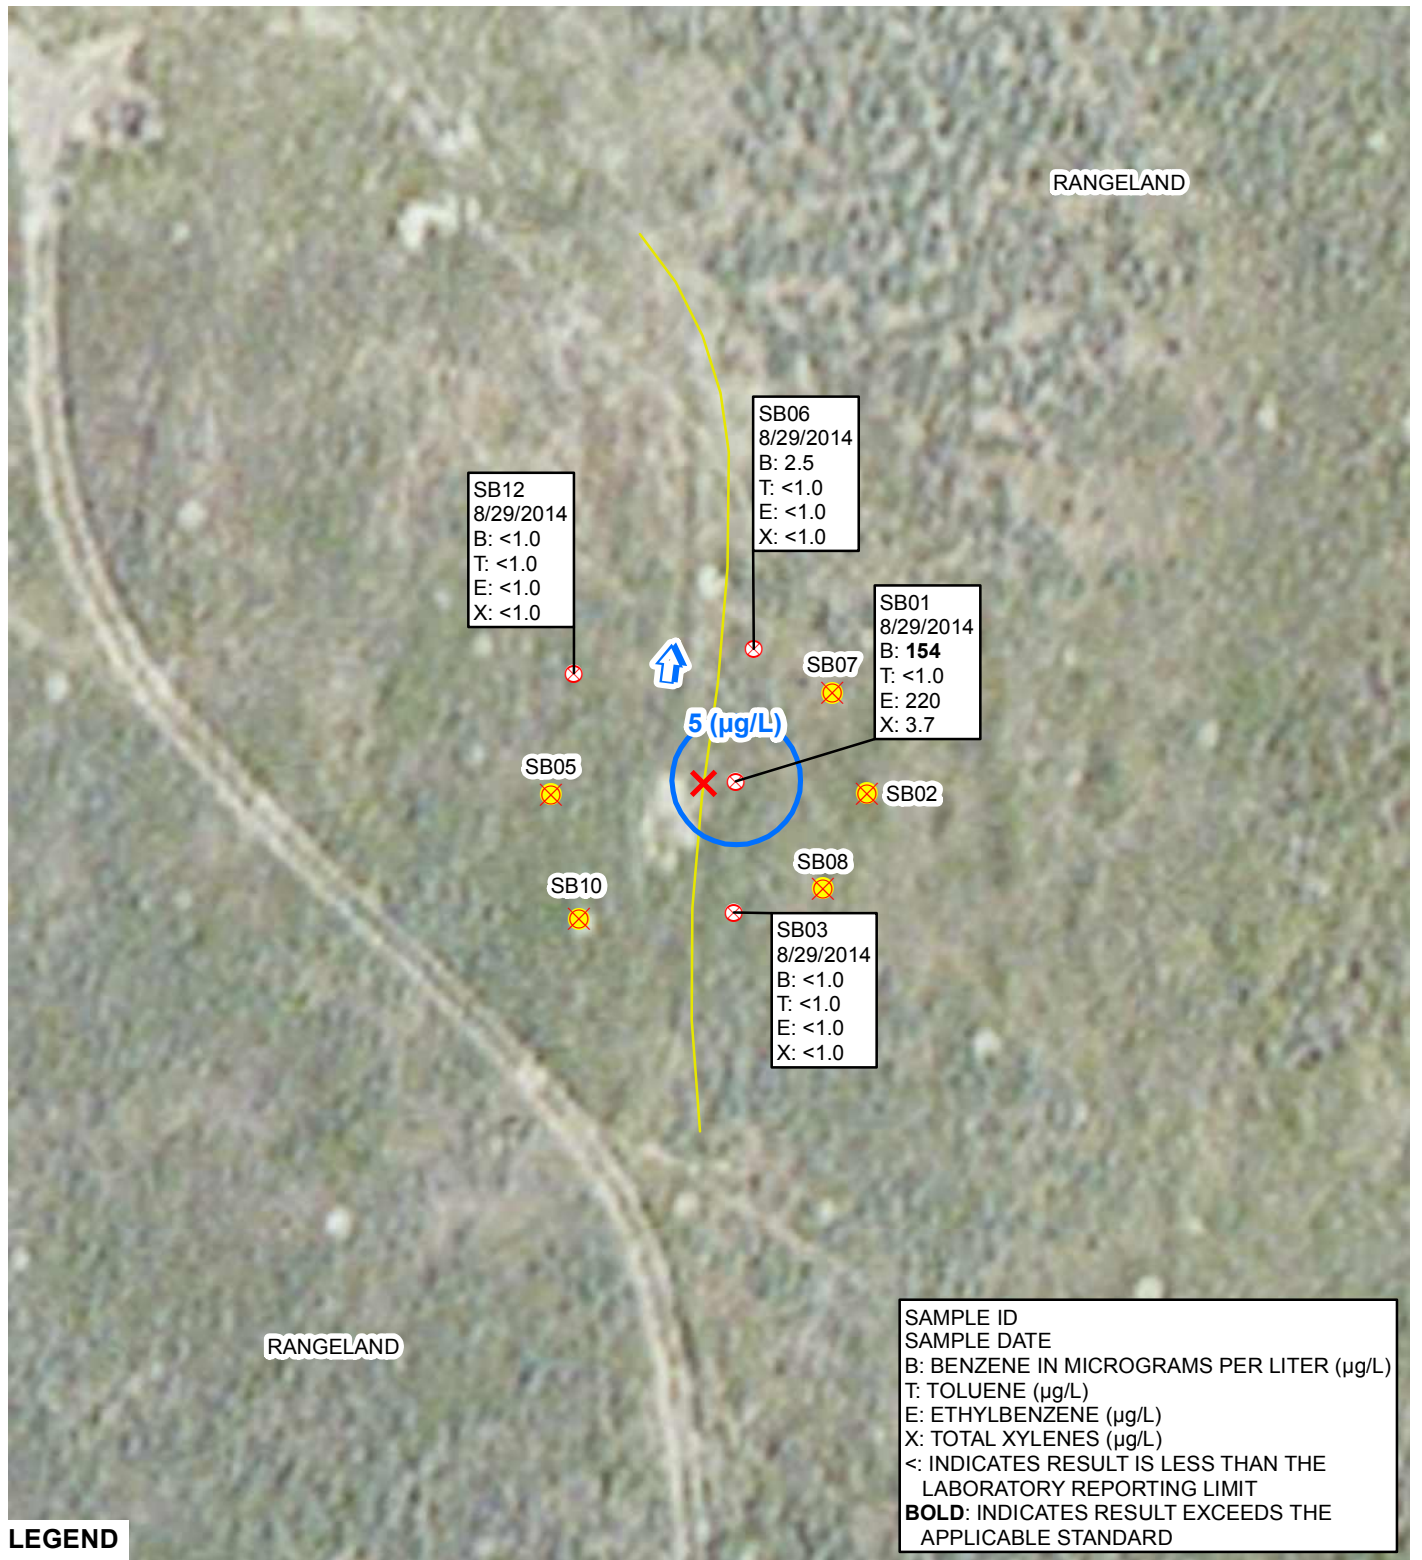 RANGELAND
SB06
8/29/2014
B: 2.5
T: <1.0
E: <1.0
X: <1.0
SB12
8/29/2014
B: <1.0
T: <1.0
E: <1.0
X: <1.0
SB01
8/29/2014
B: 154
T: <1.0
E: 220
X: 3.7
SB07
5 (µg/L)
SB05
SB02
SB08
SB10
SB03
8/29/2014
B: <1.0
T: <1.0
E: <1.0
X: <1.0
RANGELAND
SAMPLE ID
SAMPLE DATE
B: BENZENE IN MICROGRAMS PER LITER (µg/L)
T: TOLUENE (µg/L)
E: ETHYLBENZENE (µg/L)
X: TOTAL XYLENES (µg/L)
<: INDICATES RESULT IS LESS THAN THE
LABORATORY REPORTING LIMIT
BOLD: INDICATES RESULT EXCEEDS THE
APPLICABLE STANDARD
LEGEND